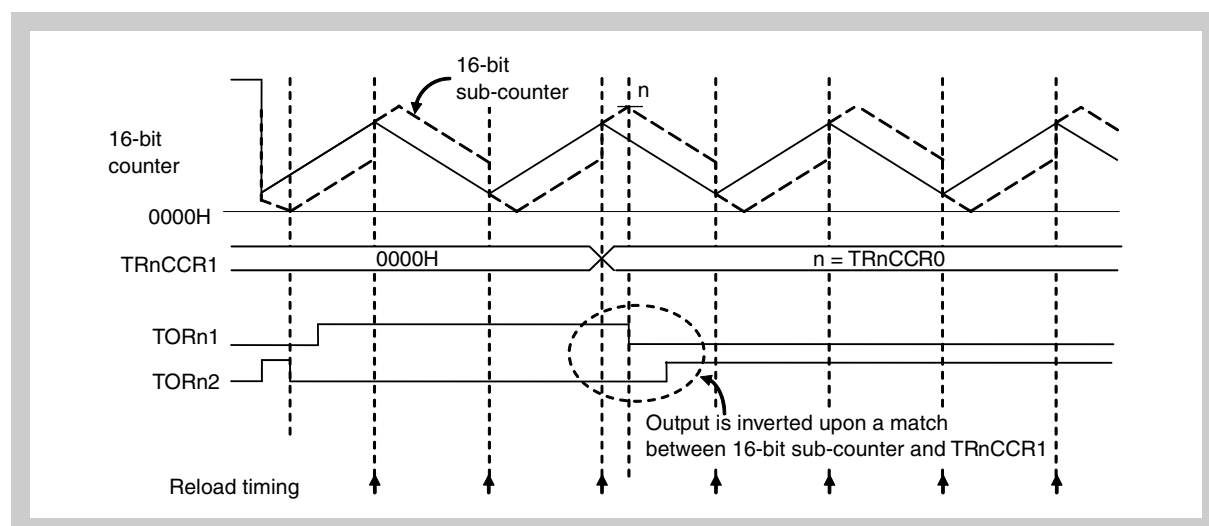 16-bit
sub-counter
n
16-bit
counter
0000H
TRnCCR1
0000H
n = TRnCCR0
TORn1
TORn2
Output is inverted upon a match
between 16-bit sub-counter and TRnCCR1
Reload timing